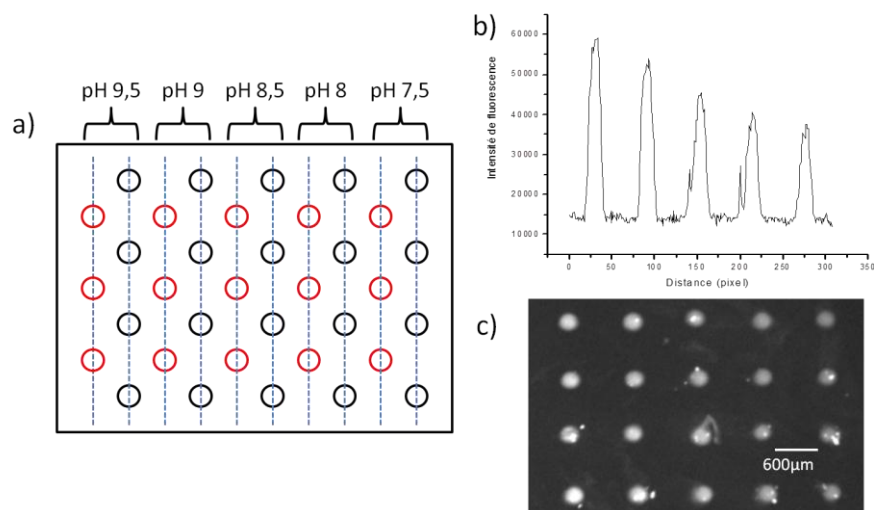 a)
pH 9,5 pH 9 pH 8,5 pH 8 pH 7,5
b)
Intensité de fluorescence
60000
50000
40000
30000
20000
10000
0 50 100 150 200 250 300 350
Distance (pixel)
c)
600µm